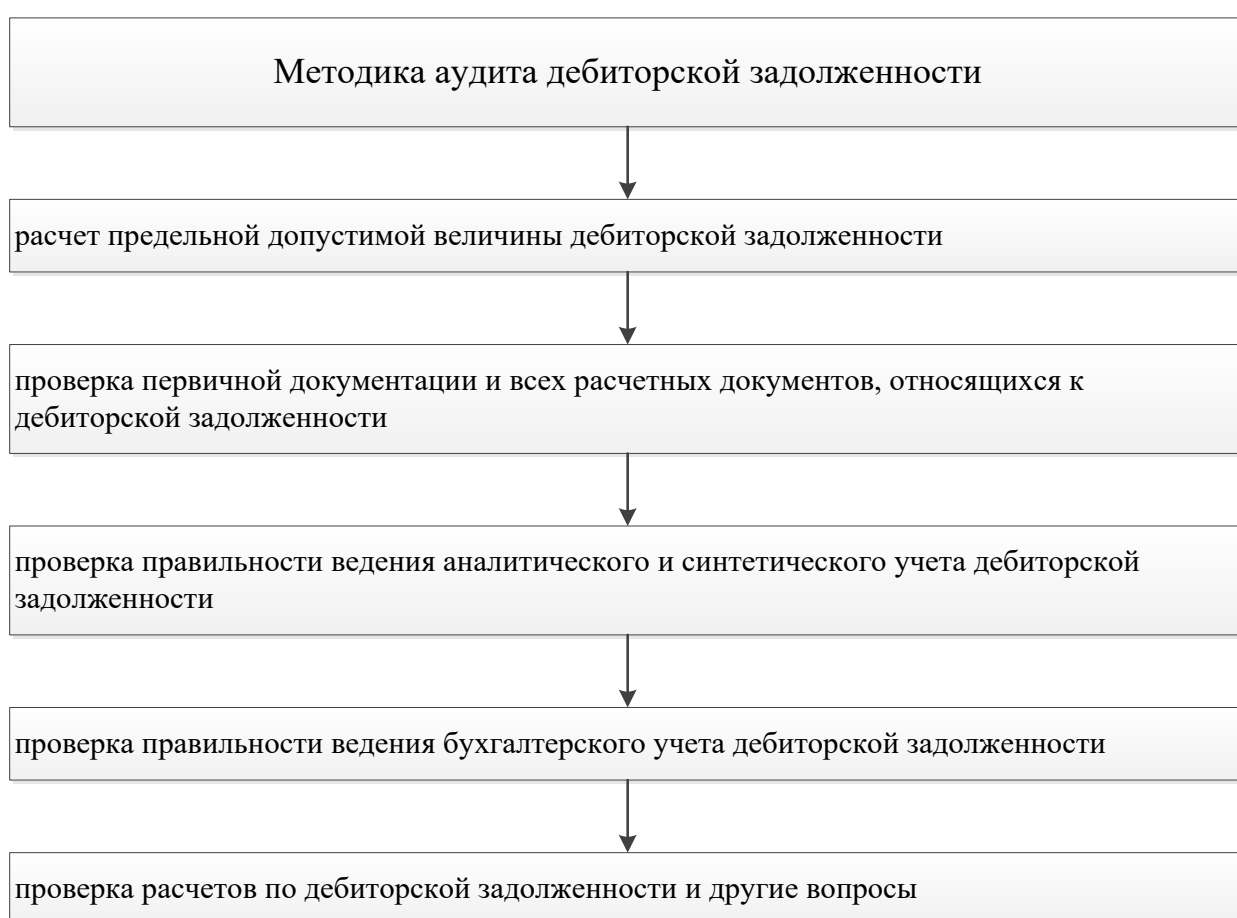 Методика аудита дебиторской задолженности
расчет предельной допустимой величины дебиторской задолженности
проверка первичной документации и всех расчетных документов, относящихся к
дебиторской задолженности
проверка правильности ведения аналитического и синтетического учета дебиторской
задолженности
проверка правильности ведения бухгалтерского учета дебиторской задолженности
проверка расчетов по дебиторской задолженности и другие вопросы